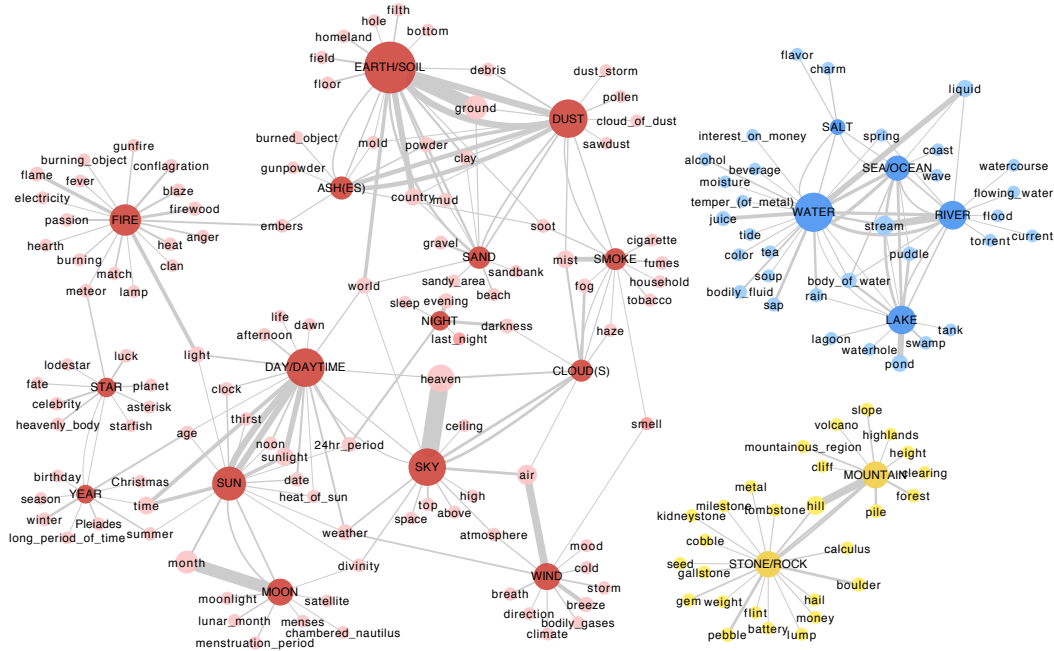 filth
hole
homeland
bottom
field
EARTH/SOIL
floor
debris
dust_storm
ground
pollen
DUST
cloud_of_dust
sawdust
burned_object
mold
powder
clay
gunpowder
ASH(ES)
country
mud
gunfire
burning_object
conflagration
flame
fever
blaze
electricity
firewood
passion
FIRE
embers
anger
hearth
heat
burning
clan
match
meteor
lamp
soot
gravel
SAND
sandbank
sandy_area
beach
mist
SMOKE
cigarette
fumes
household
tobacco
fog
world
sleep
evening
NIGHT
last_night
darkness
haze
life
dawn
afternoon
light
DAY/DAYTIME
heaven
CLOUD(S)
lodestar
luck
fate
STAR
planet
celebrity
asterisk
heavenly_body
starfish
clock
thirst
age
noon
sunlight
24hr_period
ceiling
smell
birthday
Christmas
season
YEAR
time
winter
Pleiades
long_period_of_time
summer
SUN
date
heat_of_sun
SKY
air
high
top
above
space
weather
atmosphere
divinity
month
MOON
moonlight
satellite
lunar_month
menses
chambered_nautilus
menstruation_period
mood
WIND
cold
storm
breath
breeze
direction
bodily_gases
climate
flavor
charm
liquid
SALT
spring
interest_on_money
coast
alcohol
beverage
SEA/OCEAN
wave
watercourse
moisture
flowing_water
temper_(of_metal)
WATER
RIVER
flood
juice
stream
tide
torrent
current
color
tea
puddle
soup
body_of_water
bodily_fluid
rain
sap
LAKE
tank
lagoon
swamp
waterhole
pond
slope
volcano
highlands
mountainous_region
height
cliff
MOUNTAIN
clearing
forest
metal
milestone
tombstone
hill
pile
kidneystone
cobble
calculus
seed
STONE/ROCK
gallstone
boulder
gem
weight
hail
flint
money
pebble
battery
lump